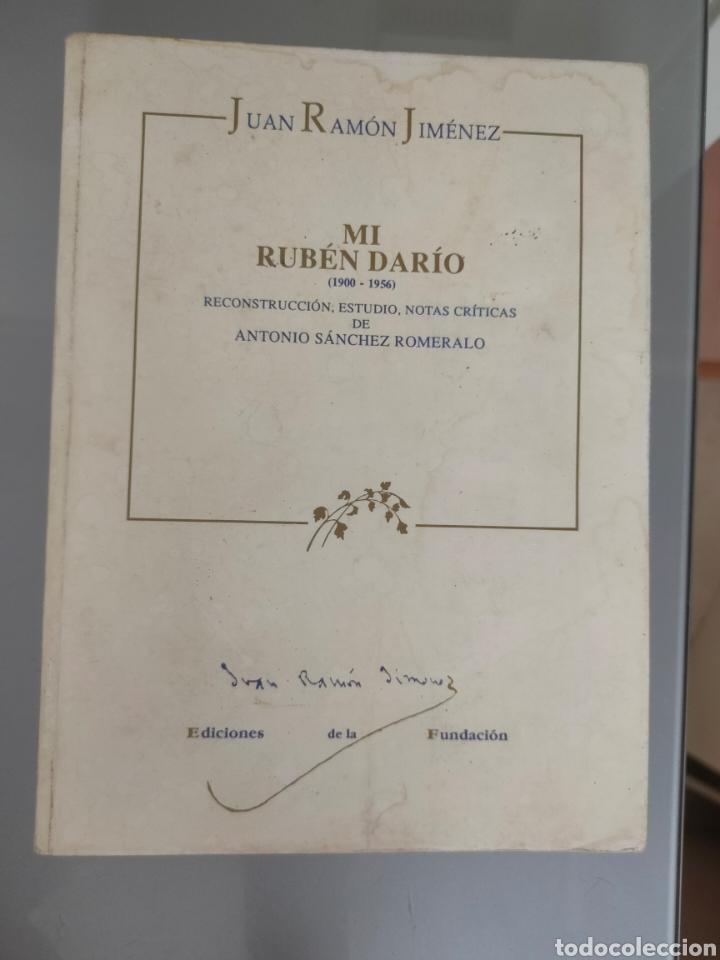 JUAN RAMÓN JIMÉNEZ
MI
RUBÉN DARÍO
(1900 - 1956)
RECONSTRUCCIÓN, ESTUDIO, NOTAS CRÍTICAS
DE
ANTONIO SÁNCHEZ ROMERALO
Juan Ramón Jiménez
Ediciones de la Fundación
todocoleccion